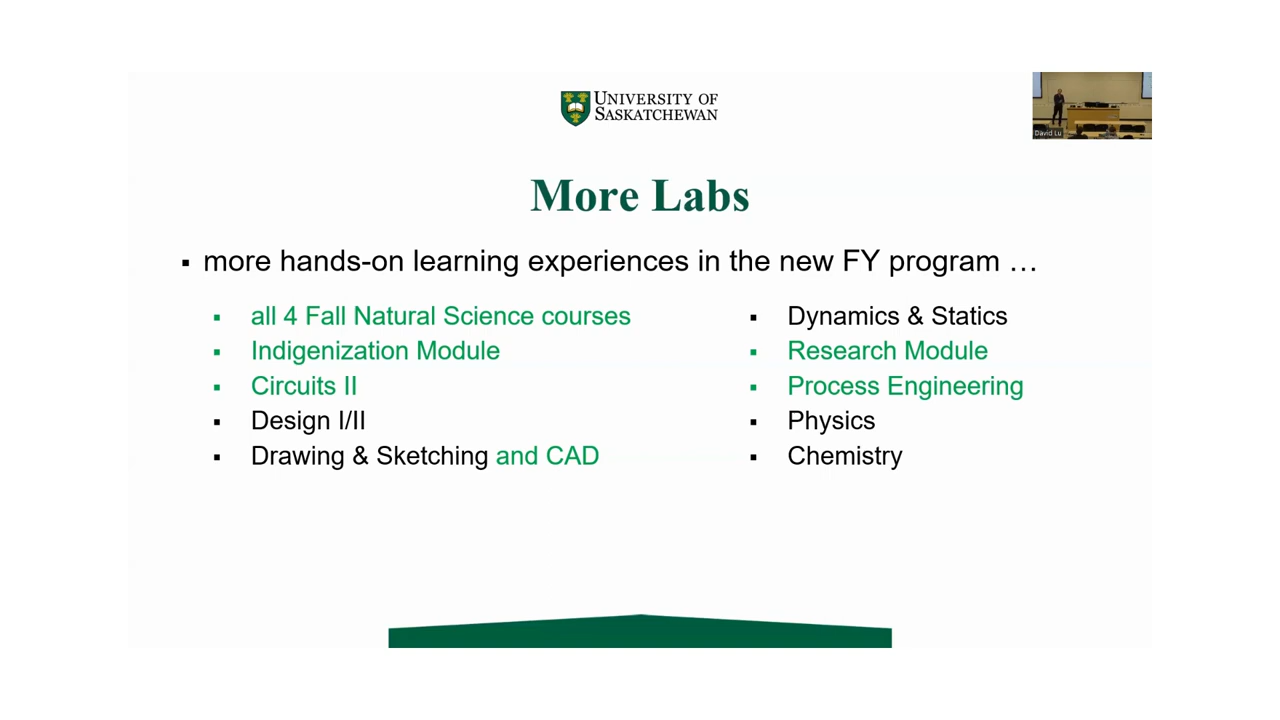 UNIVERSITY OF
SASKATCHEWAN
David Lu
More Labs
▪ more hands-on learning experiences in the new FY program …
▪ all 4 Fall Natural Science courses
▪ Indigenization Module
▪ Circuits II
▪ Design I/II
▪ Drawing & Sketching and CAD
▪ Dynamics & Statics
▪ Research Module
▪ Process Engineering
▪ Physics
▪ Chemistry